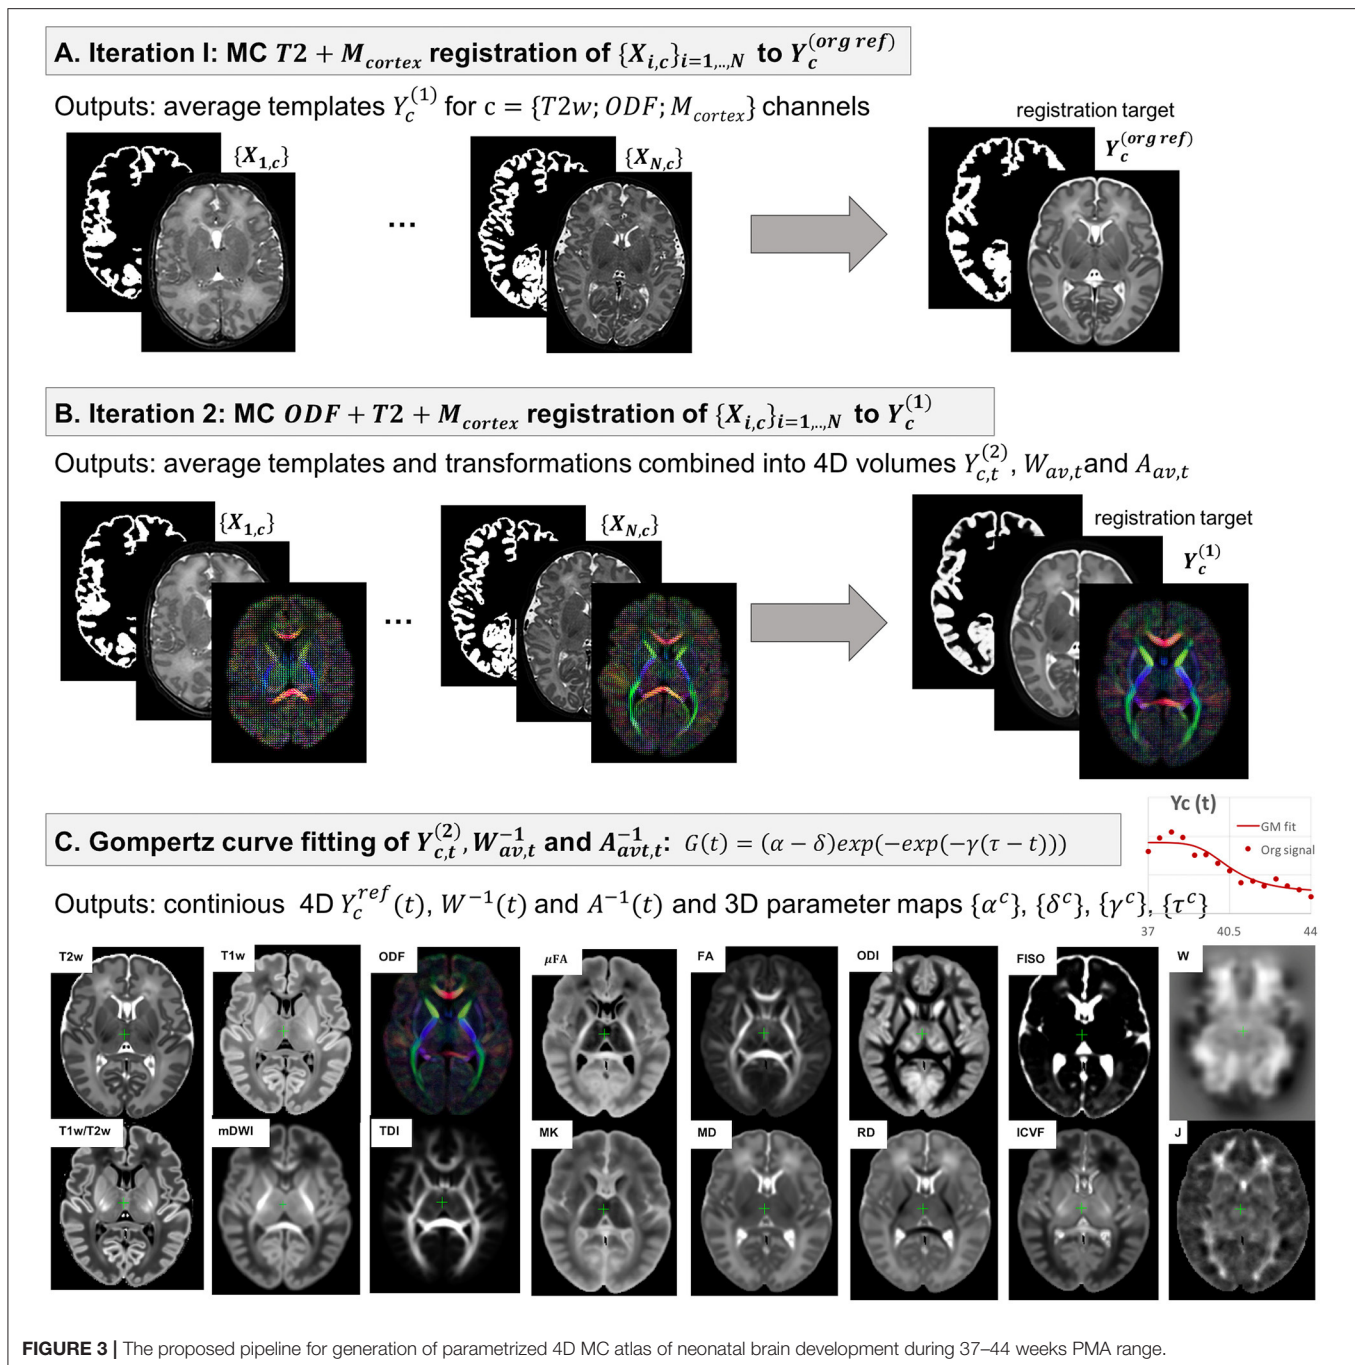 A. Iteration I: MC T2 + M_cortex registration of {X_i,c}_i=1,..,N to Y_c^(org ref)
Outputs: average templates Y_c^(1) for c = {T2w; ODF; M_cortex} channels
registration target
{X_1,c}
...
{X_N,c}
Y_c^(org ref)
B. Iteration 2: MC ODF + T2 + M_cortex registration of {X_i,c}_i=1,..,N to Y_c^(1)
Outputs: average templates and transformations combined into 4D volumes Y_c,t^(2), W_av,t and A_av,t
{X_1,c}
...
{X_N,c}
registration target
Y_c^(1)
C. Gompertz curve fitting of Y_c,t^(2), W_av,t^-1 and A_avt,t^-1: G(t) = (α − δ)exp(−exp(−γ(τ − t)))
Yc (t)
GM fit
Org signal
37 40.5 44
Outputs: continious 4D Y_c^ref(t), W^-1(t) and A^-1(t) and 3D parameter maps {α^c}, {δ^c}, {γ^c}, {τ^c}
T2w T1w ODF μFA FA ODI FISO W
T1w/T2w mDWI TDI MK MD RD ICVF J
FIGURE 3 | The proposed pipeline for generation of parametrized 4D MC atlas of neonatal brain development during 37–44 weeks PMA range.